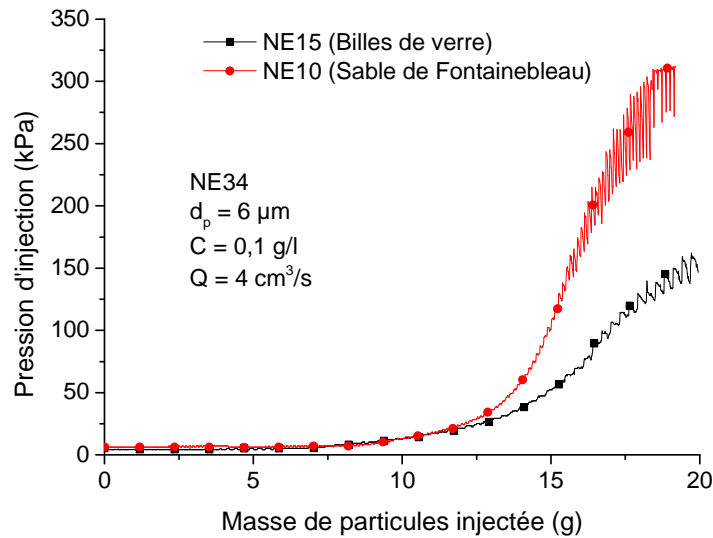 350
300
250
200
150
100
50
0
Pression d'injection (kPa)
NE15 (Billes de verre)
NE10 (Sable de Fontainebleau)
NE34
dp = 6 µm
C = 0,1 g/l
Q = 4 cm³/s
0 5 10 15 20
Masse de particules injectée (g)